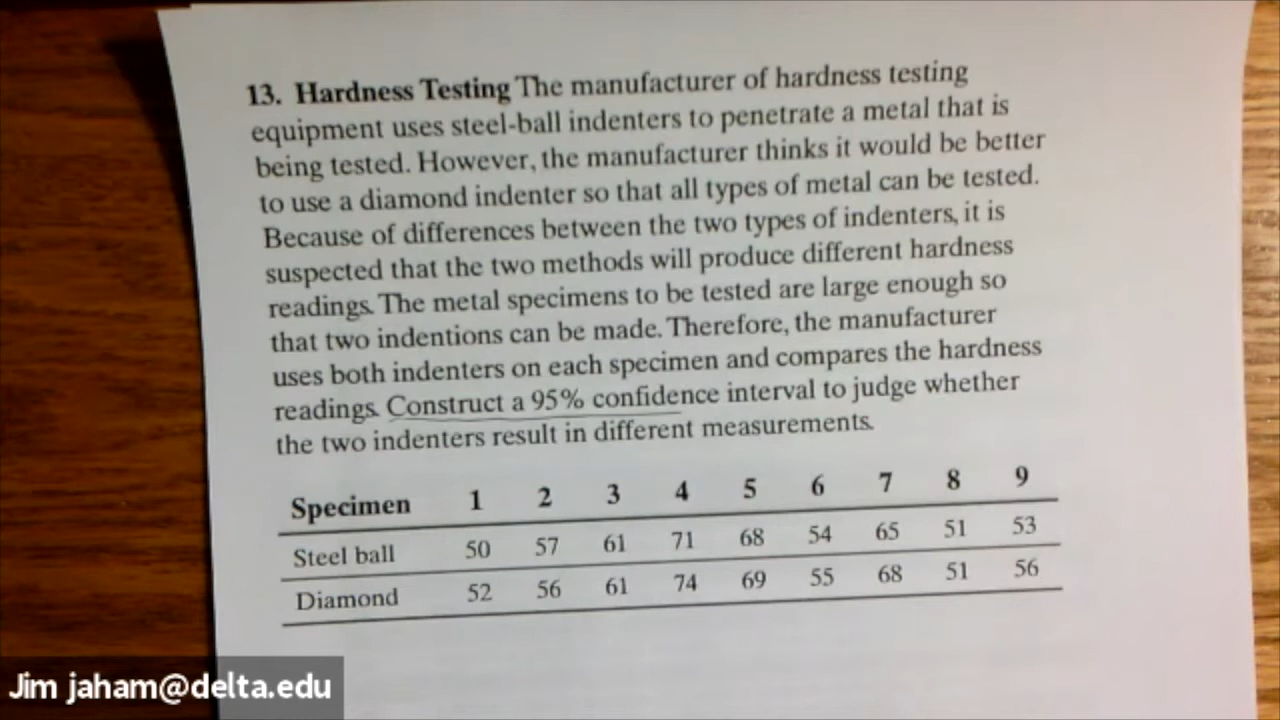 13. Hardness Testing The manufacturer of hardness testing
equipment uses steel-ball indenters to penetrate a metal that is
being tested. However, the manufacturer thinks it would be better
to use a diamond indenter so that all types of metal can be tested.
Because of differences between the two types of indenters, it is
suspected that the two methods will produce different hardness
readings. The metal specimens to be tested are large enough so
that two indentions can be made. Therefore, the manufacturer
uses both indenters on each specimen and compares the hardness
readings. Construct a 95% confidence interval to judge whether
the two indenters result in different measurements.
Specimen 1 2 3 4 5 6 7 8 9
Steel ball 50 57 61 71 68 54 65 51 53
Diamond 52 56 61 74 69 55 68 51 56
Jim jaham@delta.edu